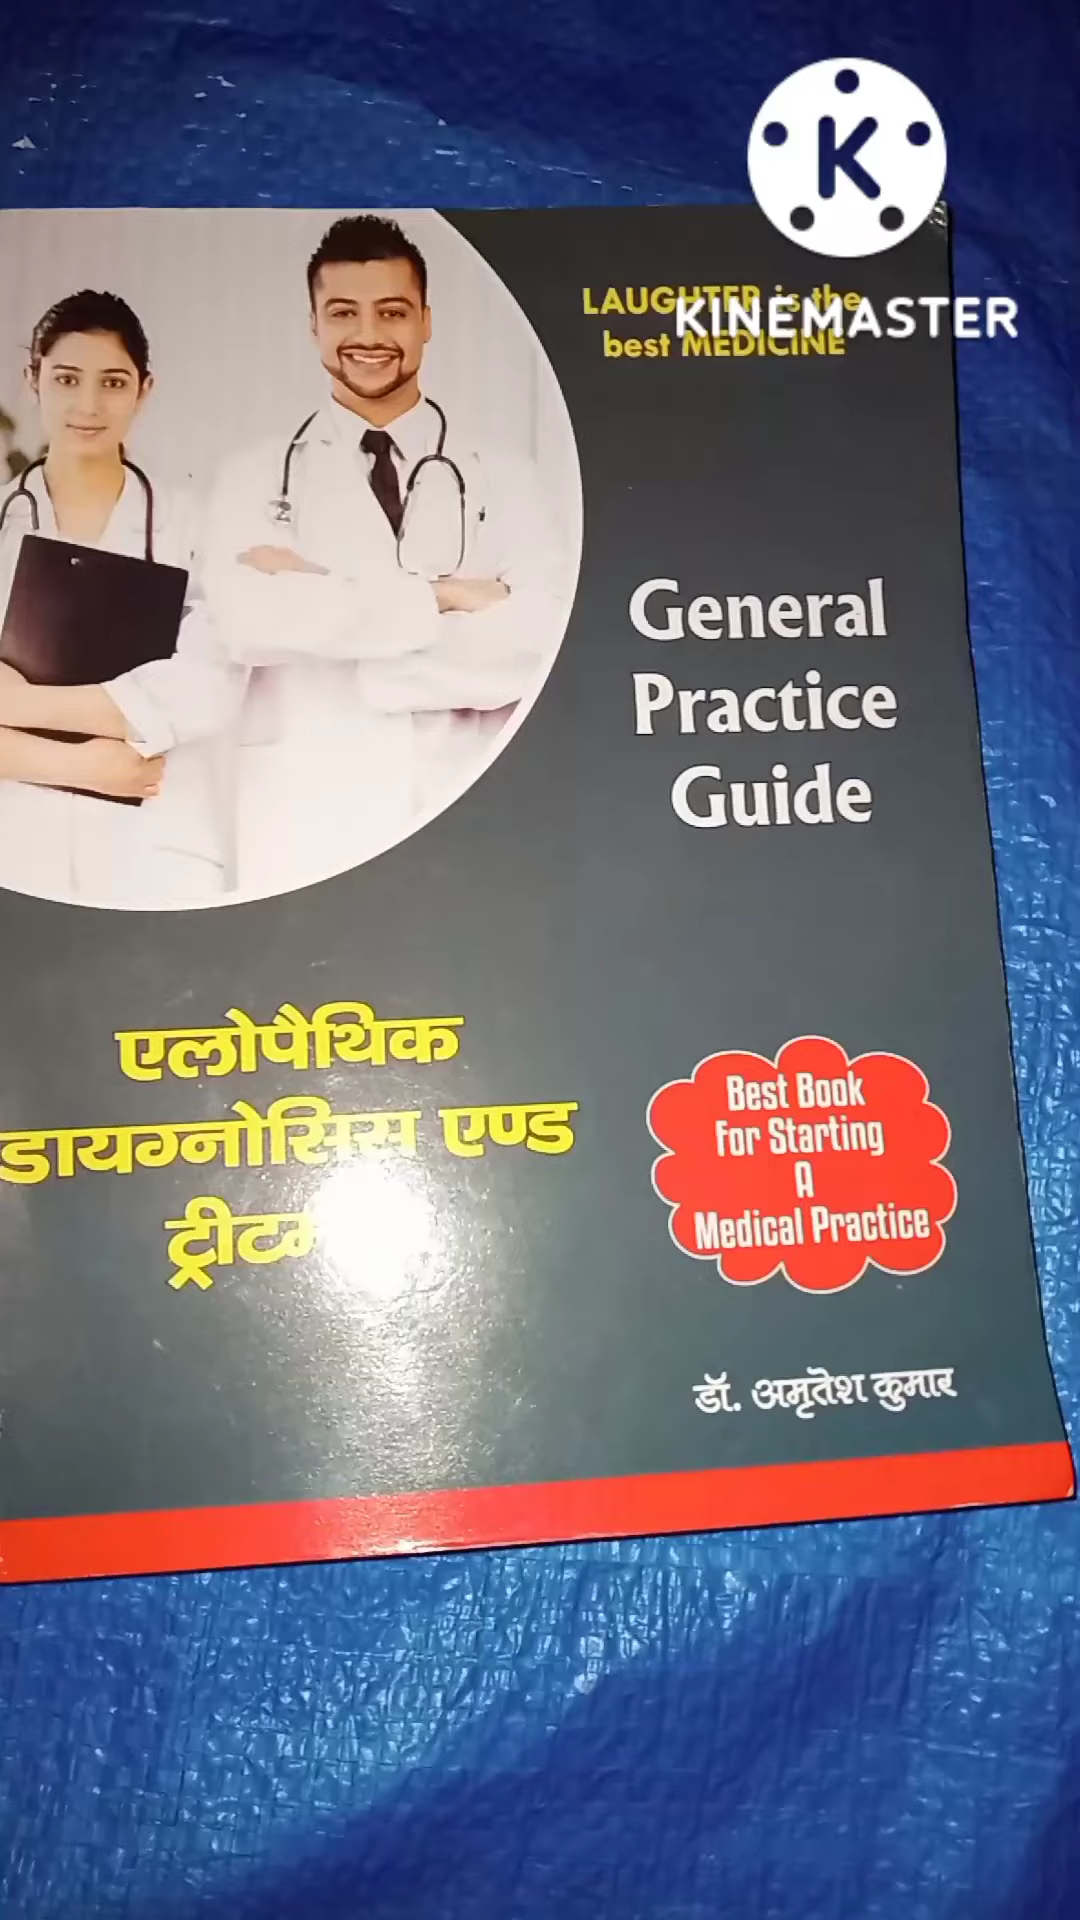 K
KINEMASTER
LAUGHTER is the
best MEDICINE
General
Practice
Guide
एलोपैथिक
डायग्नोसिस एण्ड
Best Book
For Starting
A
Medical Practice
डॉ. अमृतेश कुमार